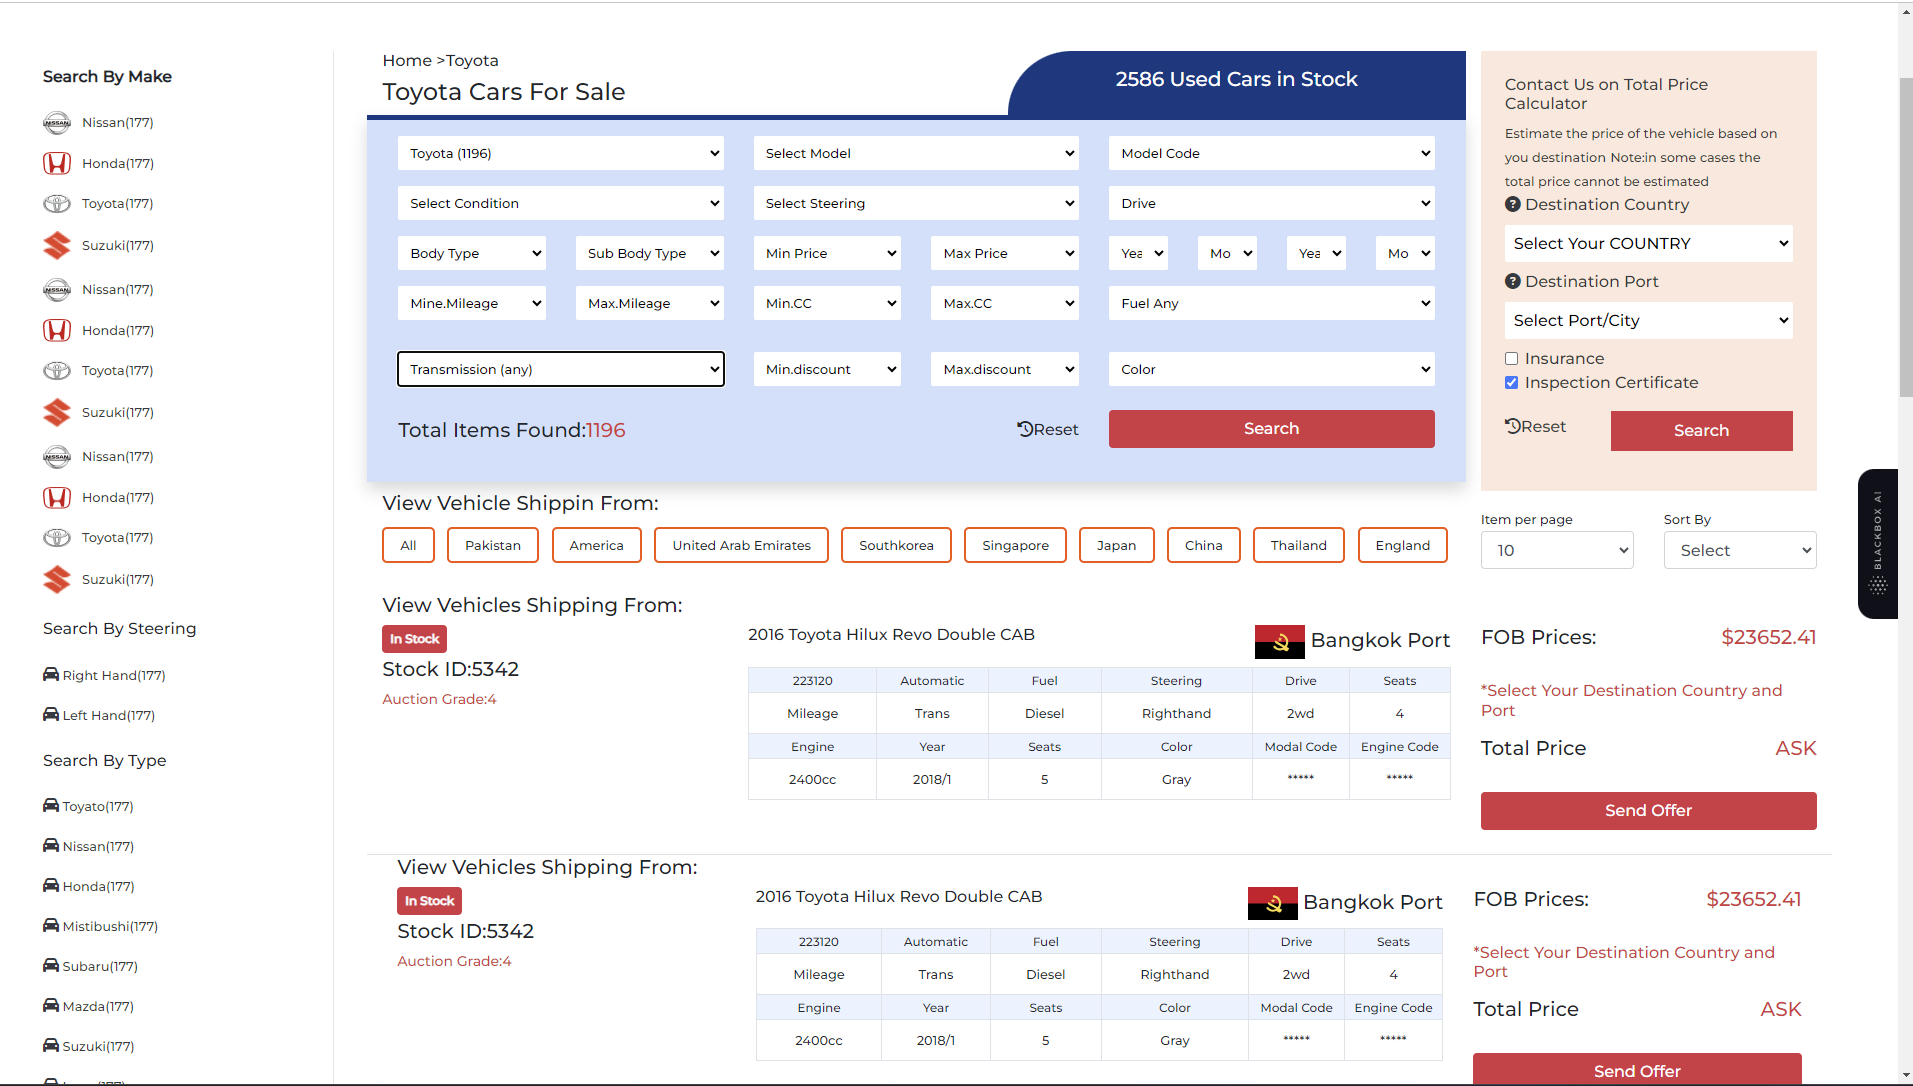 Search By Make
Nissan(177)
Honda(177)
Toyota(177)
Suzuki(177)
Nissan(177)
Honda(177)
Toyota(177)
Suzuki(177)
Nissan(177)
Honda(177)
Toyota(177)
Suzuki(177)
Search By Steering
Right Hand(177)
Left Hand(177)
Search By Type
Toyato(177)
Nissan(177)
Honda(177)
Mistibushi(177)
Subaru(177)
Mazda(177)
Suzuki(177)
Home >Toyota
Toyota Cars For Sale
2586 Used Cars in Stock
Toyota (1196)
Select Model
Model Code
Select Condition
Select Steering
Drive
Body Type
Sub Body Type
Min Price
Max Price
Yea
Mo
Yea
Mo
Mine.Mileage
Max.Mileage
Min.CC
Max.CC
Fuel Any
Transmission (any)
Min.discount
Max.discount
Color
Total Items Found:1196
Reset
Search
Contact Us on Total Price
Calculator
Estimate the price of the vehicle based on
you destination Note:in some cases the
total price cannot be estimated
Destination Country
Select Your COUNTRY
Destination Port
Select Port/City
Insurance
Inspection Certificate
Reset
Search
View Vehicle Shippin From:
All
Pakistan
America
United Arab Emirates
Southkorea
Singapore
Japan
China
Thailand
England
Item per page
10
Sort By
Select
BLACKBOX AI
View Vehicles Shipping From:
In Stock
Stock ID:5342
Auction Grade:4
2016 Toyota Hilux Revo Double CAB
Bangkok Port
223120 Automatic Fuel Steering Drive Seats
Mileage Trans Diesel Righthand 2wd 4
Engine Year Seats Color Modal Code Engine Code
2400cc 2018/1 5 Gray ***** *****
FOB Prices: $23652.41
*Select Your Destination Country and
Port
Total Price ASK
Send Offer
View Vehicles Shipping From:
In Stock
Stock ID:5342
Auction Grade:4
2016 Toyota Hilux Revo Double CAB
Bangkok Port
223120 Automatic Fuel Steering Drive Seats
Mileage Trans Diesel Righthand 2wd 4
Engine Year Seats Color Modal Code Engine Code
2400cc 2018/1 5 Gray ***** *****
FOB Prices: $23652.41
*Select Your Destination Country and
Port
Total Price ASK
Send Offer